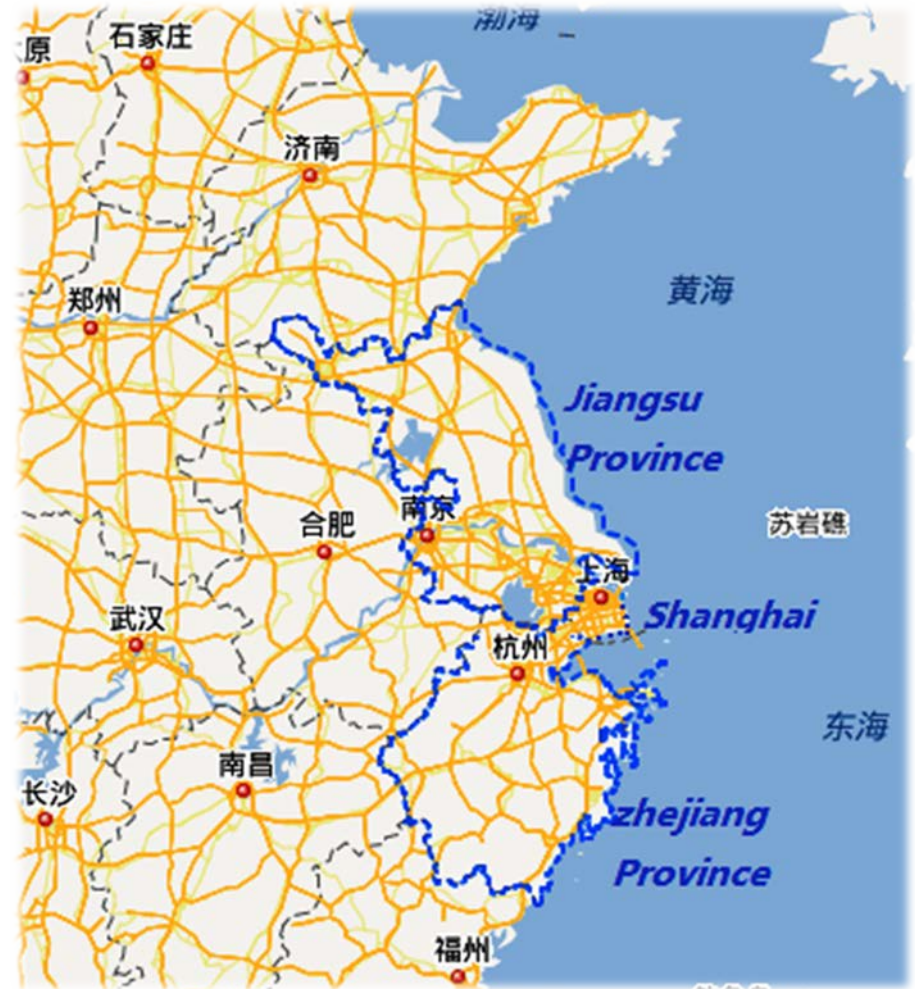 渤海
石家庄
原
济南
郑州
黄海
Jiangsu
Province
南京
合肥
苏岩礁
上海
Shanghai
武汉
杭州
东海
南昌
长沙
zhejiang
Province
福州